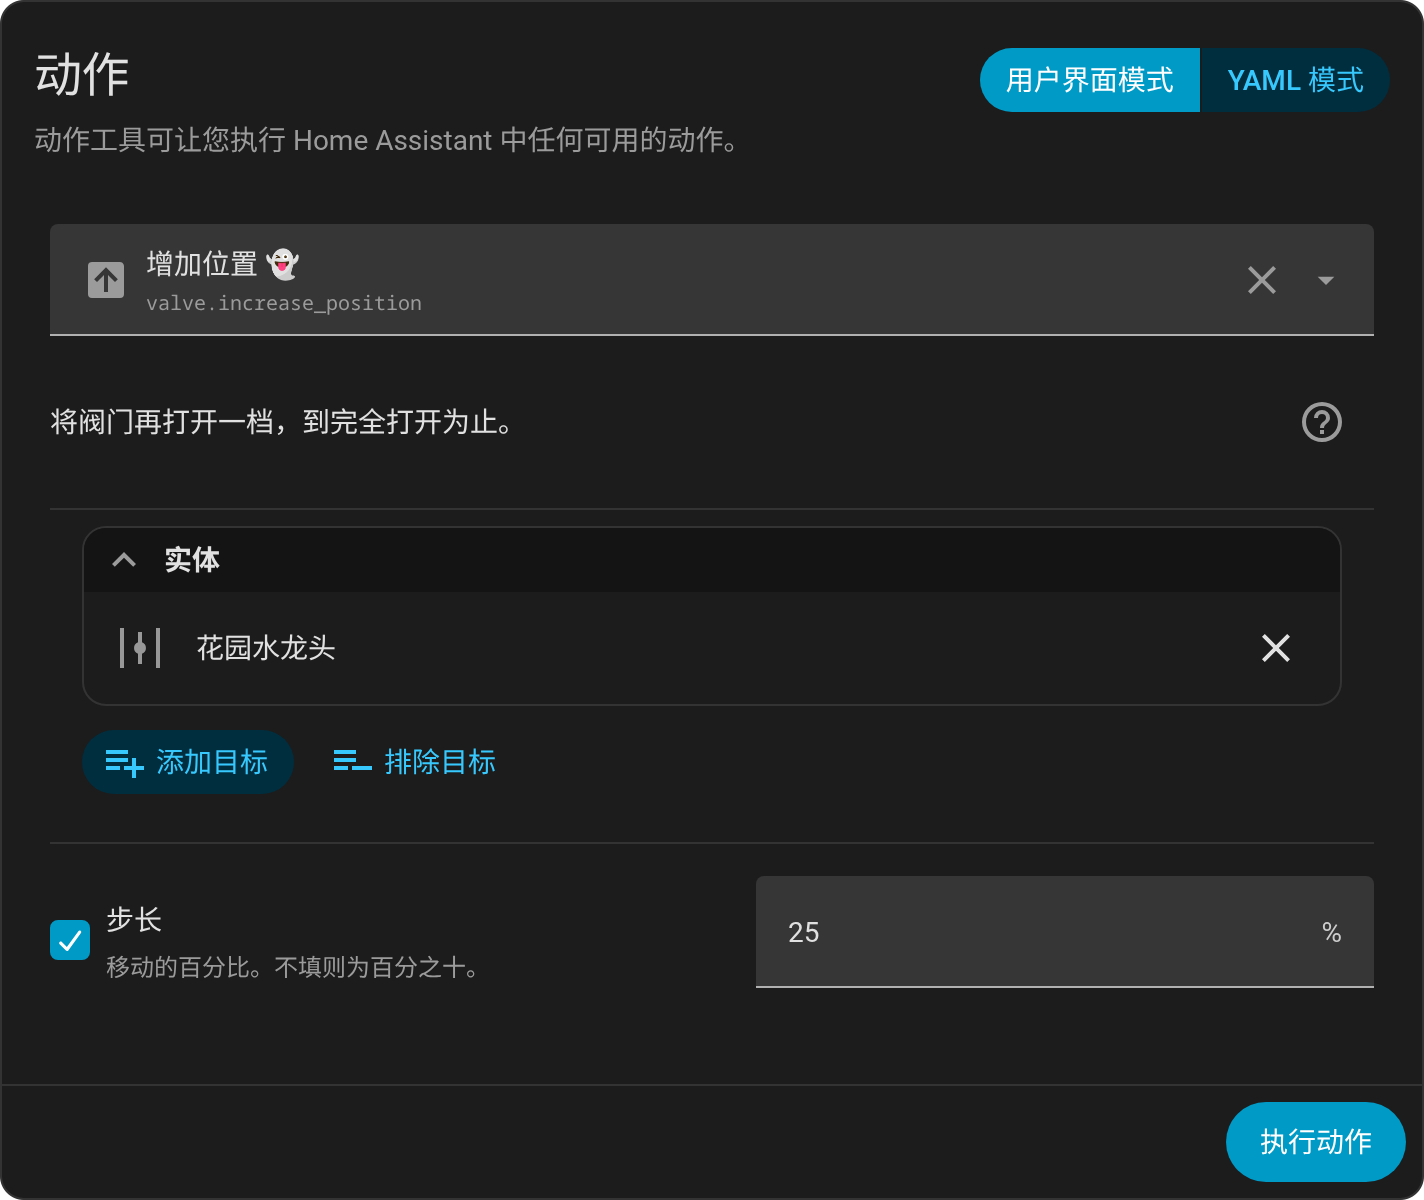 动作
用户界面模式
YAML 模式
动作工具可让您执行 Home Assistant 中任何可用的动作。
增加位置 👻
valve.increase_position
将阀门再打开一档，到完全打开为止。
实体
花园水龙头
添加目标
排除目标
步长
移动的百分比。不填则为百分之十。
25
%
执行动作